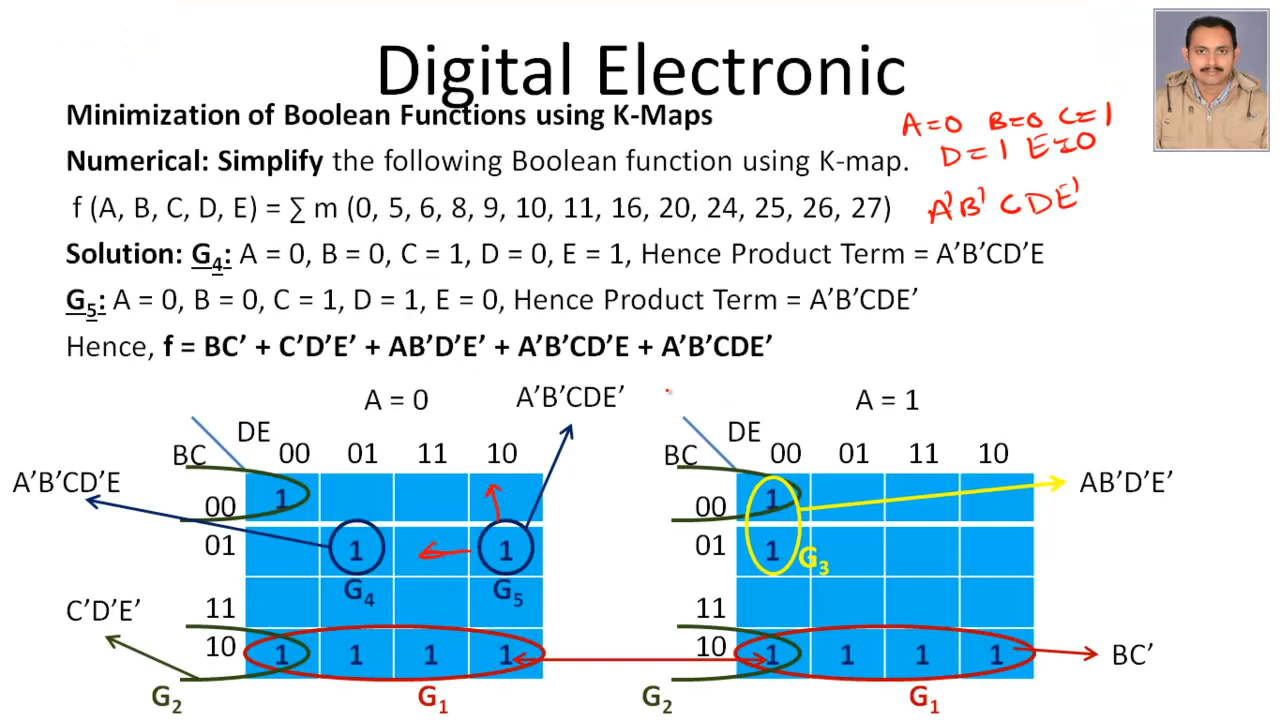 Digital Electronic
Minimization of Boolean Functions using K-Maps
A=0 B=0 C=1
D=1 E=0
Numerical: Simplify the following Boolean function using K-map.
f (A, B, C, D, E) = ∑ m (0, 5, 6, 8, 9, 10, 11, 16, 20, 24, 25, 26, 27)
A'B' CDE'
Solution: G4: A = 0, B = 0, C = 1, D = 0, E = 1, Hence Product Term = A’B’CD’E
G5: A = 0, B = 0, C = 1, D = 1, E = 0, Hence Product Term = A’B’CDE’
Hence, f = BC’ + C’D’E’ + AB’D’E’ + A’B’CD’E + A’B’CDE’
A = 0
A’B’CDE’
DE
BC
00 01 11 10
A’B’CD’E
00 1
01 1 1
G4 G5
C’D’E’
11
10 1 1 1 1
G2 G1
A = 1
DE
BC
00 01 11 10
AB’D’E’
00 1
01 1 G3
11
10 1 1 1 1
BC’
G2 G1